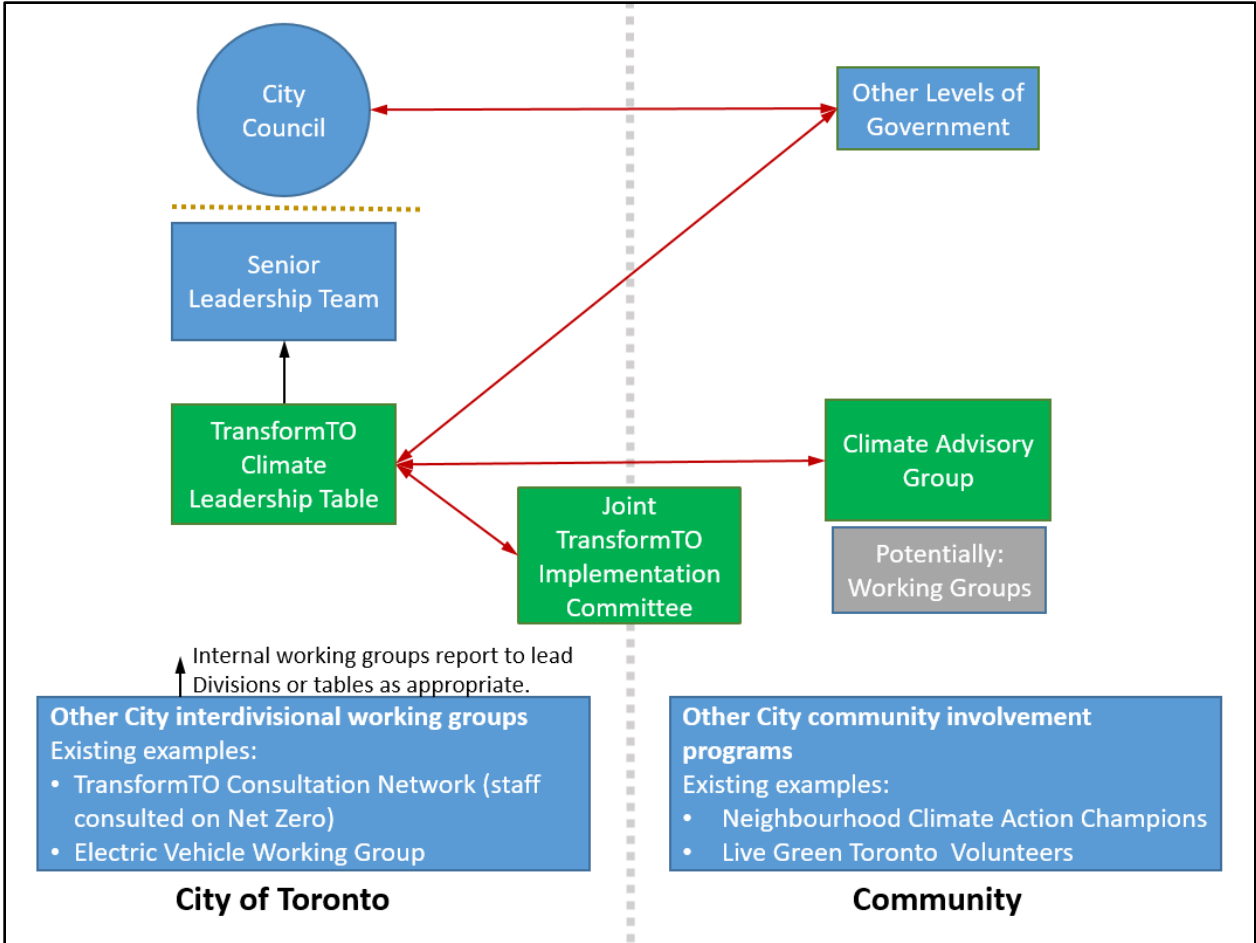 City
Council
Other Levels of
Government
Senior
Leadership Team
TransformTO
Climate
Leadership Table
Climate Advisory
Group
Joint
TransformTO
Implementation
Committee
Potentially:
Working Groups
Internal working groups report to lead
Divisions or tables as appropriate.
Other City interdivisional working groups
Existing examples:
• TransformTO Consultation Network (staff
consulted on Net Zero)
• Electric Vehicle Working Group
Other City community involvement
programs
Existing examples:
• Neighbourhood Climate Action Champions
• Live Green Toronto Volunteers
City of Toronto
Community